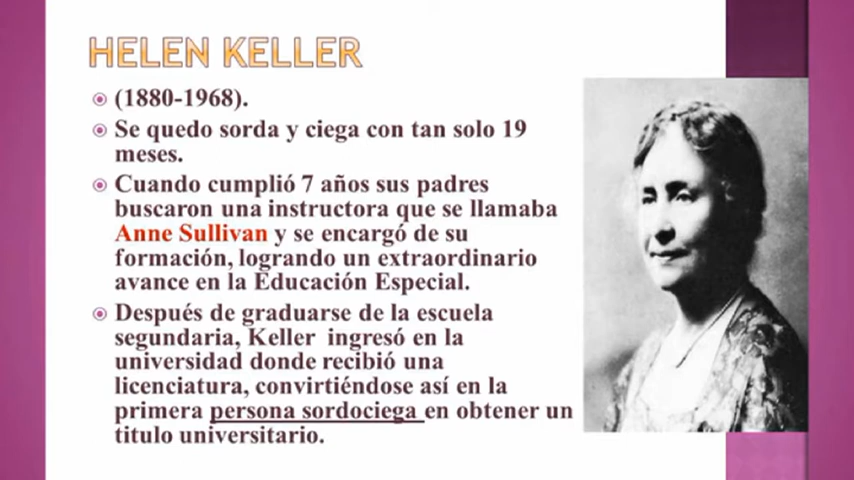 HELEN KELLER
(1880-1968).
Se quedo sorda y ciega con tan solo 19
meses.
Cuando cumplió 7 años sus padres
buscaron una instructora que se llamaba
Anne Sullivan y se encargó de su
formación, logrando un extraordinario
avance en la Educación Especial.
Después de graduarse de la escuela
segundaria, Keller ingresó en la
universidad donde recibió una
licenciatura, convirtiéndose así en la
primera persona sordociega en obtener un
titulo universitario.